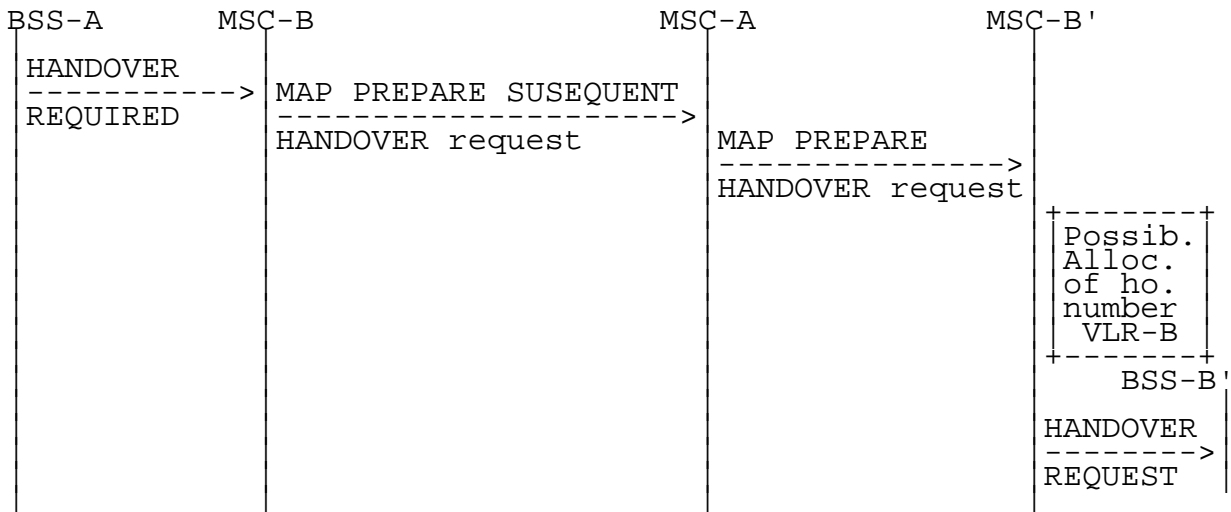 BSS-A MSC-B MSC-A MSC-B'
HANDOVER
-----------> MAP PREPARE SUSEQUENT
REQUIRED --------------------->
HANDOVER request MAP PREPARE
--------------->
HANDOVER request
+-------+
Possib.
Alloc.
of ho.
number
VLR-B
+-------+
BSS-B'
HANDOVER
-------->
REQUEST